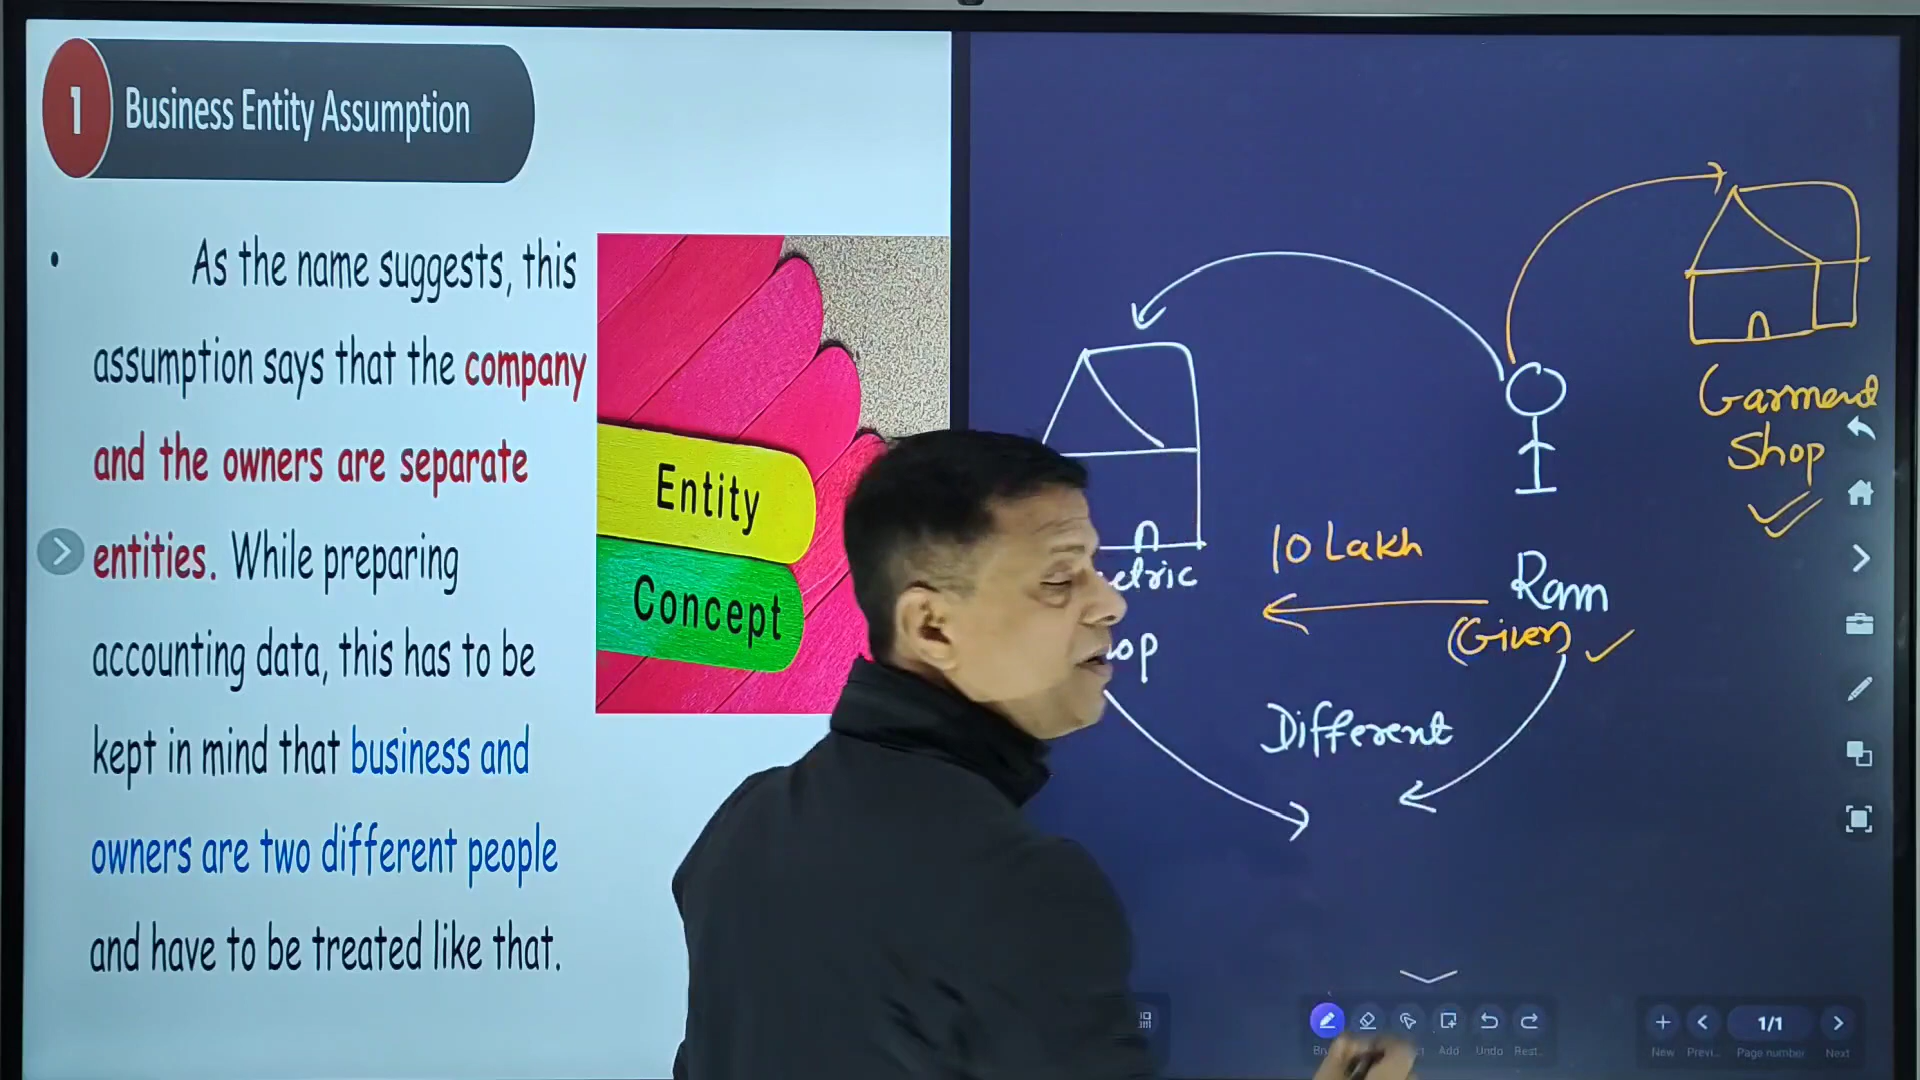 1 Business Entity Assumption
• As the name suggests, this
assumption says that the company
and the owners are separate
entities. While preparing
accounting data, this has to be
kept in mind that business and
owners are two different people
and have to be treated like that.
Entity
Concept
Garment
Shop
10 Lakh
Ram
(Giver)
Different
Add
Undo
New
Previ...
1/1
Page number
Next
Rest...